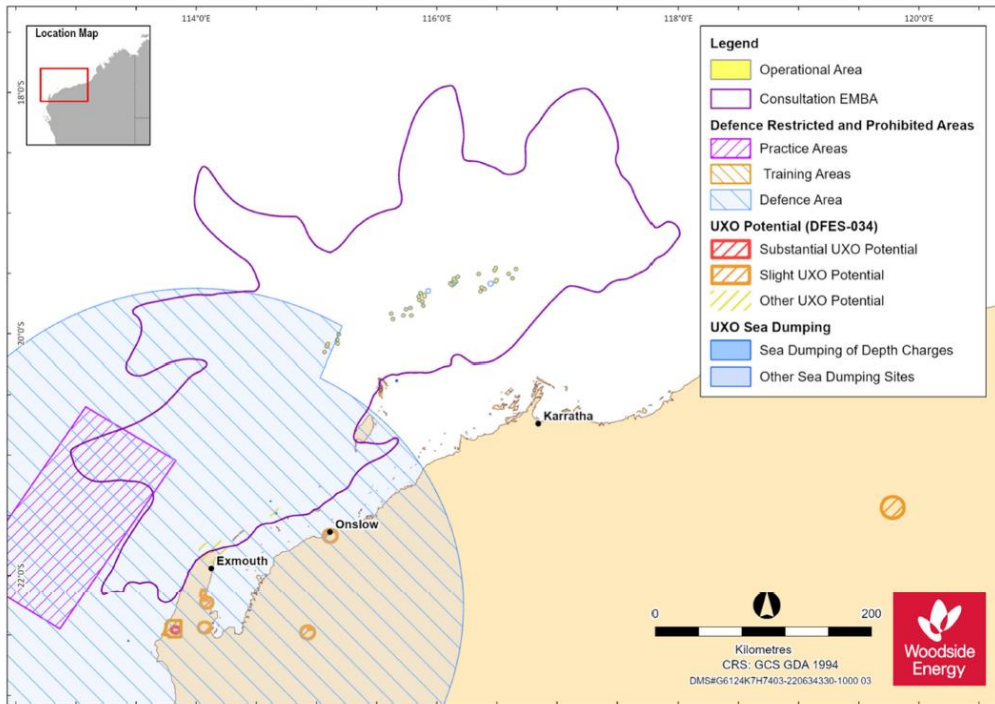 114°0'E
116°0'E
118°0'E
120°0'E
Location Map
18°0'S
20°0'S
22°0'S
Legend
Operational Area
Consultation EMBA
Defence Restricted and Prohibited Areas
Practice Areas
Training Areas
Defence Area
UXO Potential (DFES-034)
Substantial UXO Potential
Slight UXO Potential
Other UXO Potential
UXO Sea Dumping
Sea Dumping of Depth Charges
Other Sea Dumping Sites
Karratha
Onslow
Exmouth
0
200
Kilometres
CRS: GCS GDA 1994
DMS#G6124K7H7403-220634330-1000 03
Woodside
Energy